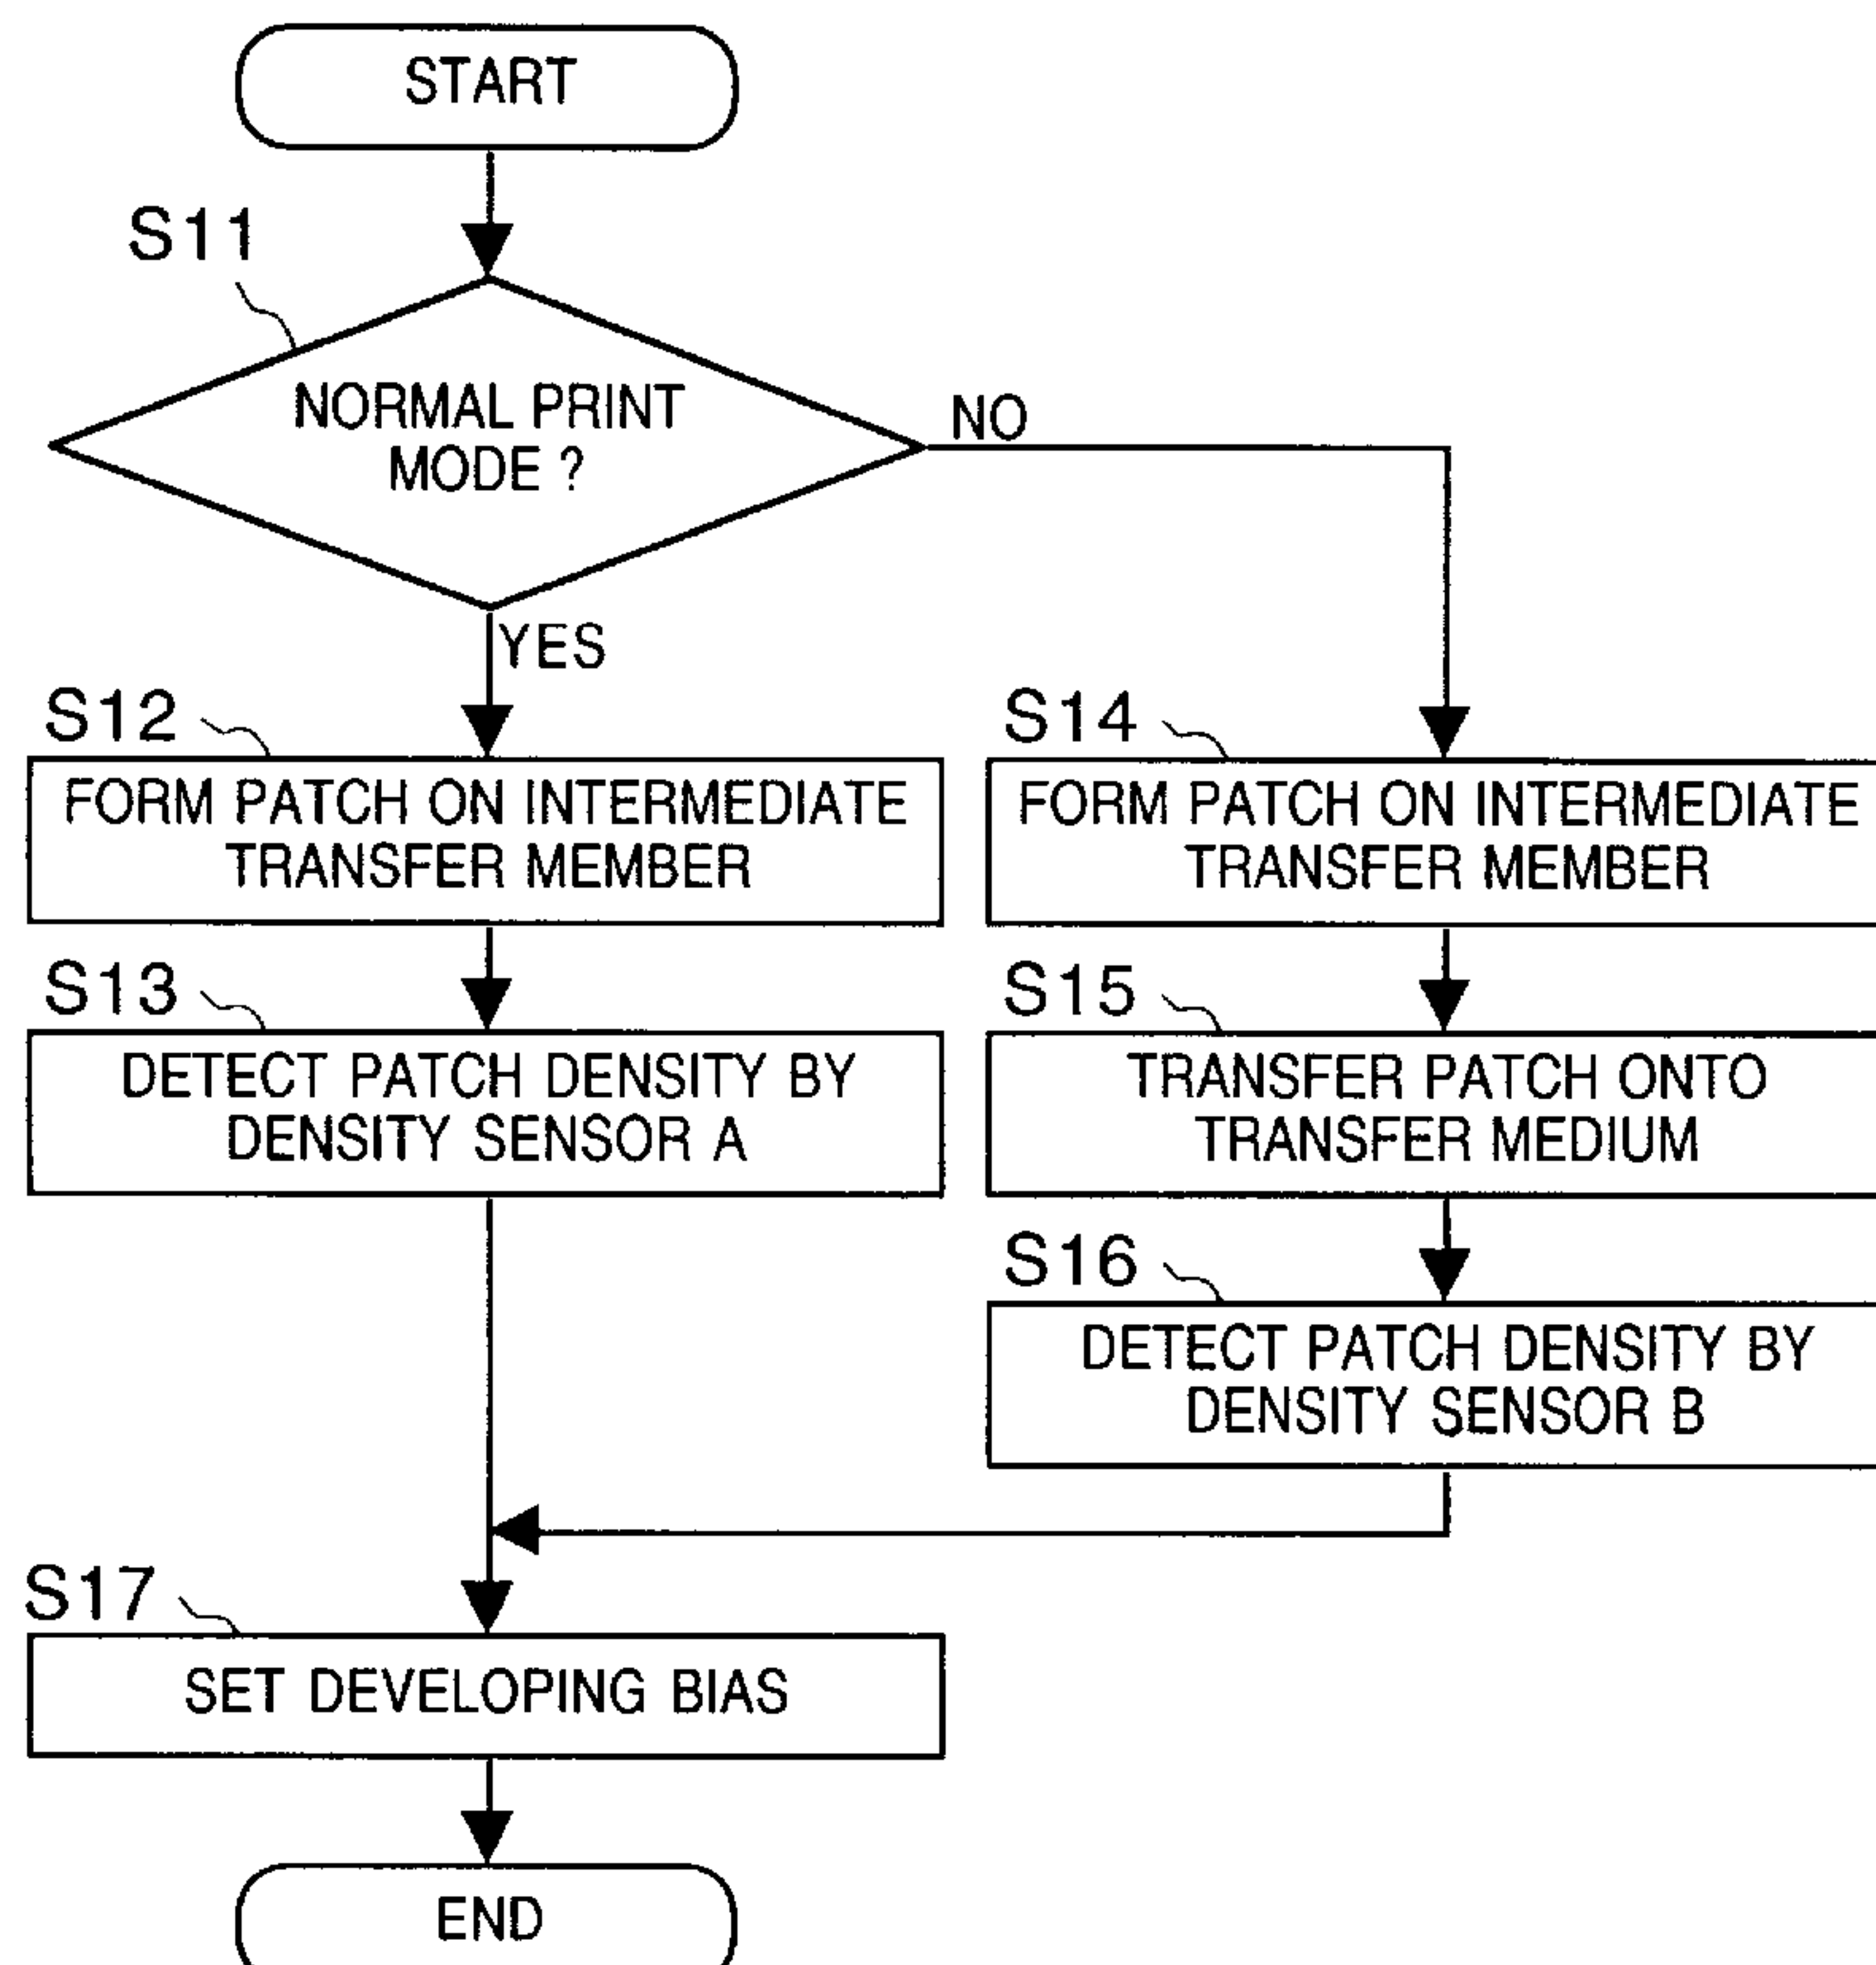 START
S11
NORMAL PRINT
MODE ?
NO
YES
S12
FORM PATCH ON INTERMEDIATE
TRANSFER MEMBER
S13
DETECT PATCH DENSITY BY
DENSITY SENSOR A
S14
FORM PATCH ON INTERMEDIATE
TRANSFER MEMBER
S15
TRANSFER PATCH ONTO
TRANSFER MEDIUM
S16
DETECT PATCH DENSITY BY
DENSITY SENSOR B
S17
SET DEVELOPING BIAS
END